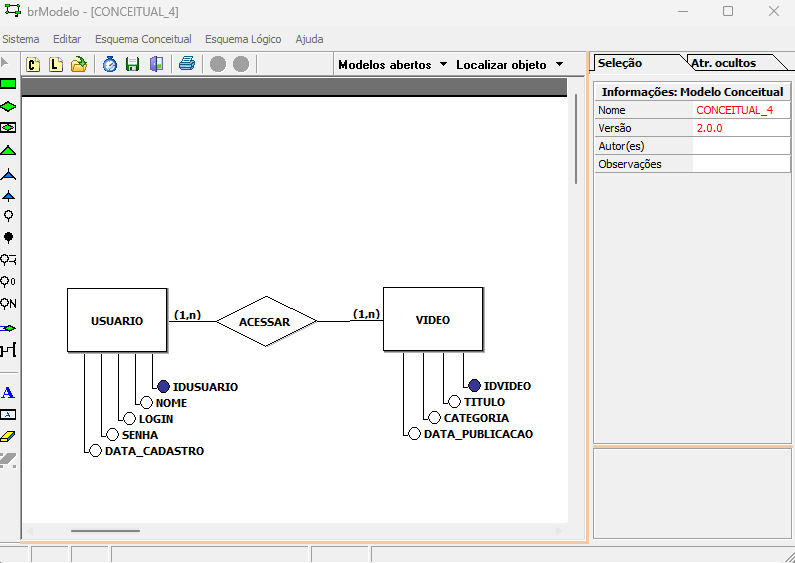 brModelo - [CONCEITUAL_4]
Sistema Editar Esquema Conceitual Esquema Lógico Ajuda
C L Modelos abertos Localizar objeto
Seleção Atr. ocultos
Informações: Modelo Conceitual
Nome CONCEITUAL_4
Versão 2.0.0
Autor(es)
Observações
USUARIO (1,n) ACESSAR (1,n) VIDEO
IDUSUARIO
NOME
LOGIN
SENHA
DATA_CADASTRO
IDVIDEO
TITULO
CATEGORIA
DATA_PUBLICACAO
0
N
A
A